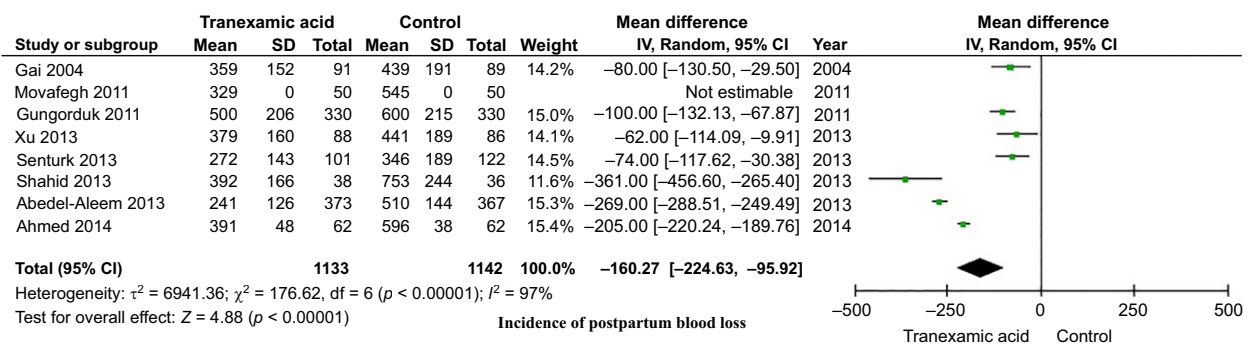 Tranexamic acid Control Mean difference Mean difference
Study or subgroup Mean SD Total Mean SD Total Weight IV, Random, 95% CI Year IV, Random, 95% CI
Gai 2004 359 152 91 439 191 89 14.2% −80.00 [−130.50, −29.50] 2004
Movafegh 2011 329 0 50 545 0 50 Not estimable 2011
Gungorduk 2011 500 206 330 600 215 330 15.0% −100.00 [−132.13, −67.87] 2011
Xu 2013 379 160 88 441 189 86 14.1% −62.00 [−114.09, −9.91] 2013
Senturk 2013 272 143 101 346 189 122 14.5% −74.00 [−117.62, −30.38] 2013
Shahid 2013 392 166 38 753 244 36 11.6% −361.00 [−456.60, −265.40] 2013
Abedel-Aleem 2013 241 126 373 510 144 367 15.3% −269.00 [−288.51, −249.49] 2013
Ahmed 2014 391 48 62 596 38 62 15.4% −205.00 [−220.24, −189.76] 2014
Total (95% CI) 1133 1142 100.0% −160.27 [−224.63, −95.92]
Heterogeneity: τ² = 6941.36; χ² = 176.62, df = 6 (p < 0.00001); I² = 97%
Test for overall effect: Z = 4.88 (p < 0.00001)
Incidence of postpartum blood loss
−500 −250 0 250 500
Tranexamic acid Control